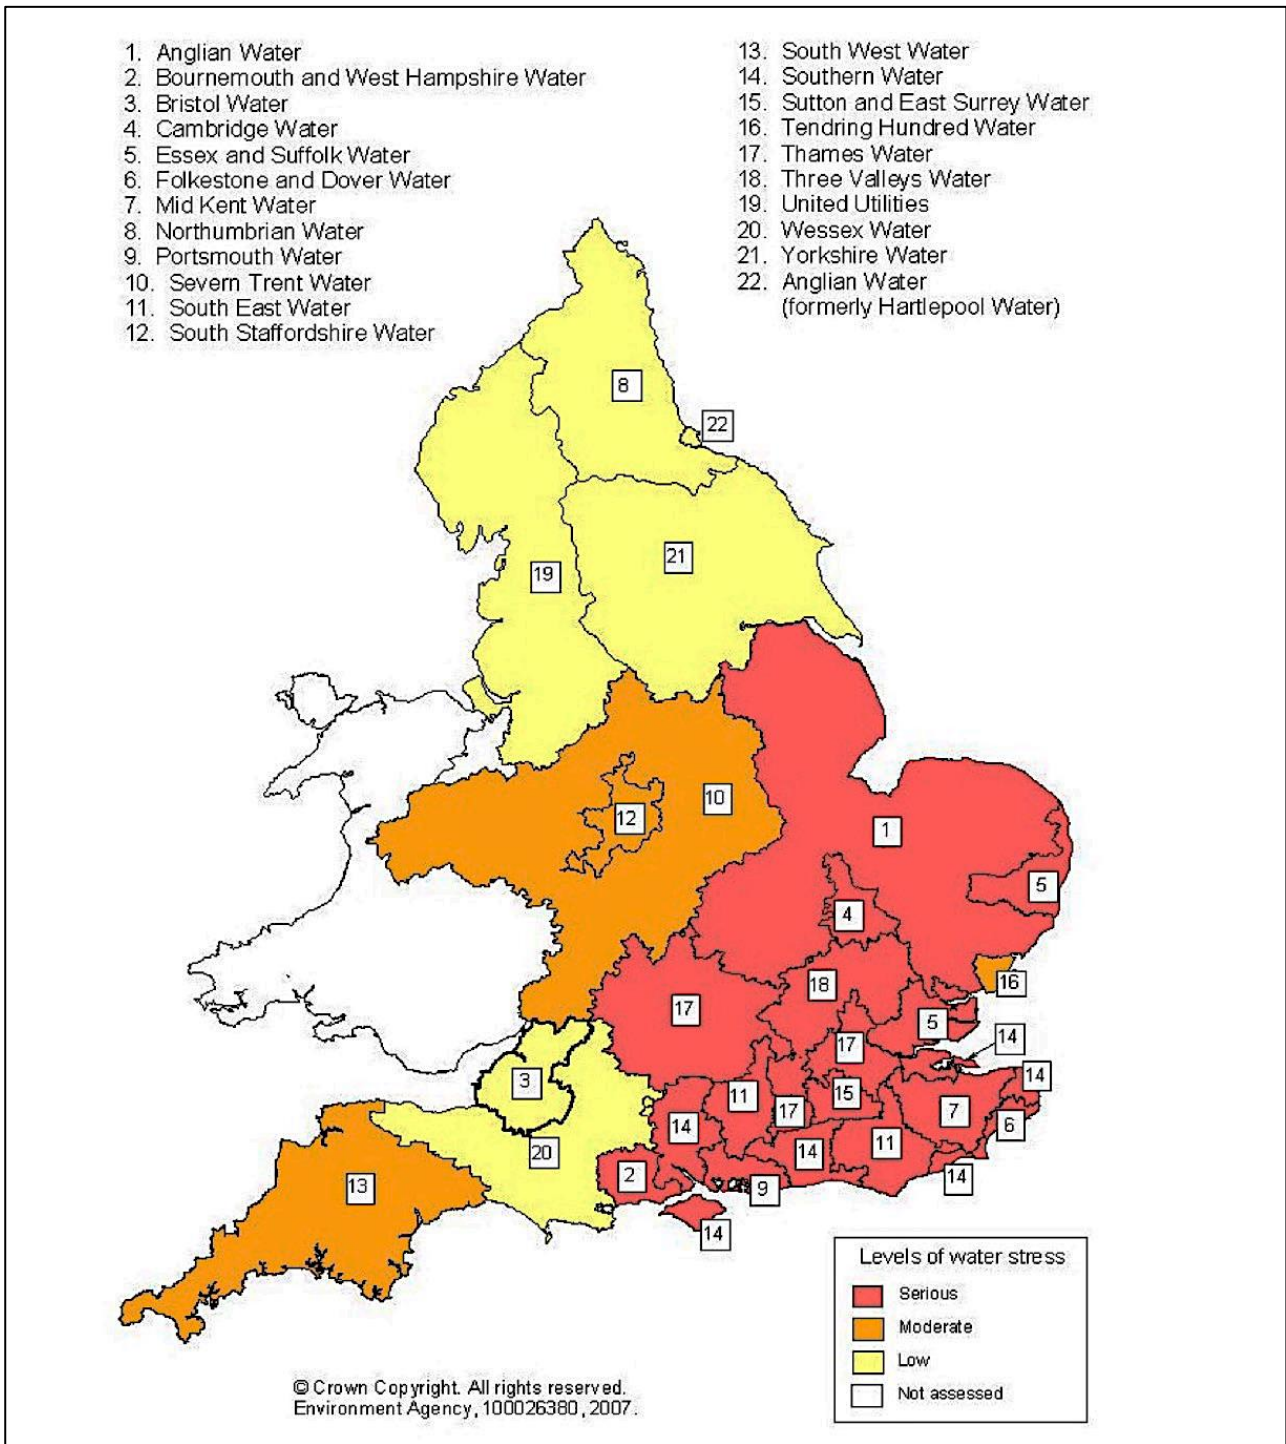 1. Anglian Water
2. Bournemouth and West Hampshire Water
3. Bristol Water
4. Cambridge Water
5. Essex and Suffolk Water
6. Folkestone and Dover Water
7. Mid Kent Water
8. Northumbrian Water
9. Portsmouth Water
10. Severn Trent Water
11. South East Water
12. South Staffordshire Water
13. South West Water
14. Southern Water
15. Sutton and East Surrey Water
16. Tendring Hundred Water
17. Thames Water
18. Three Valleys Water
19. United Utilities
20. Wessex Water
21. Yorkshire Water
22. Anglian Water
(formerly Hartlepool Water)
8
22
21
19
10
12
1
5
4
18
16
17
5
17
14
14
3
11
15
17
7
6
14
14
11
20
2
9
14
13
14
Levels of water stress
Serious
Moderate
Low
Not assessed
© Crown Copyright. All rights reserved.
Environment Agency, 100026380, 2007.